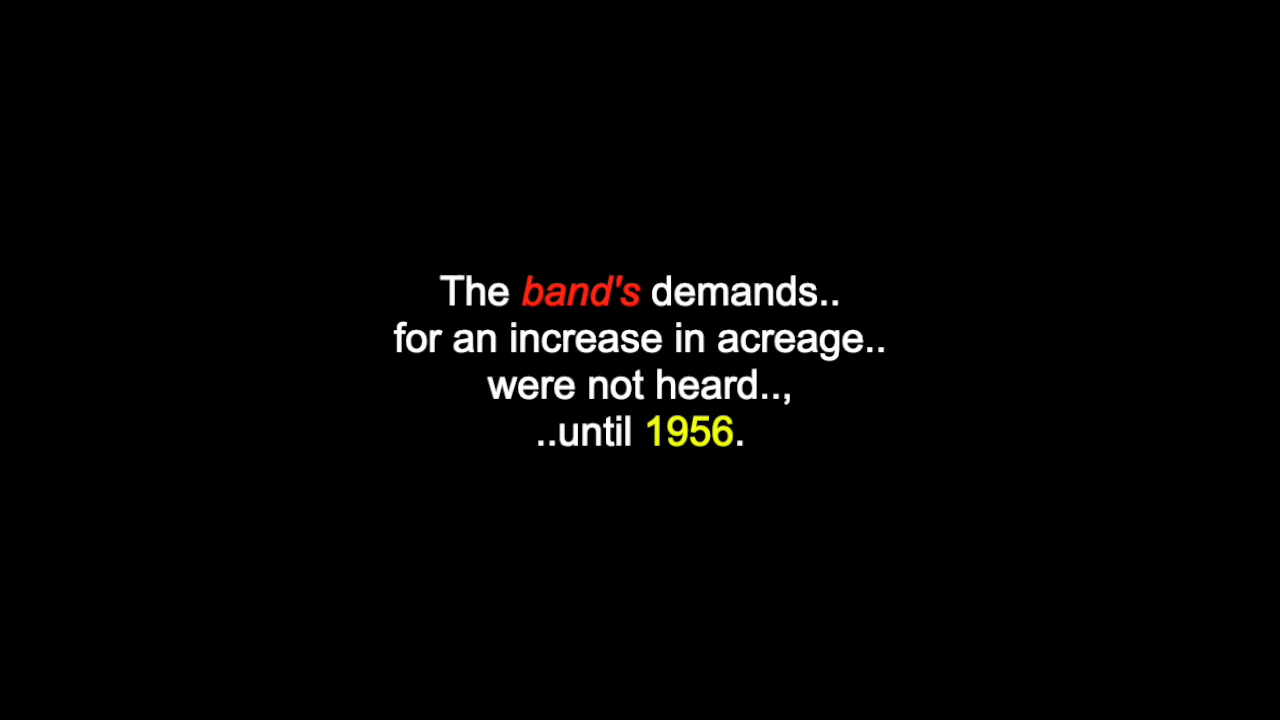 The band's demands..
for an increase in acreage..
were not heard..,
..until 1956.